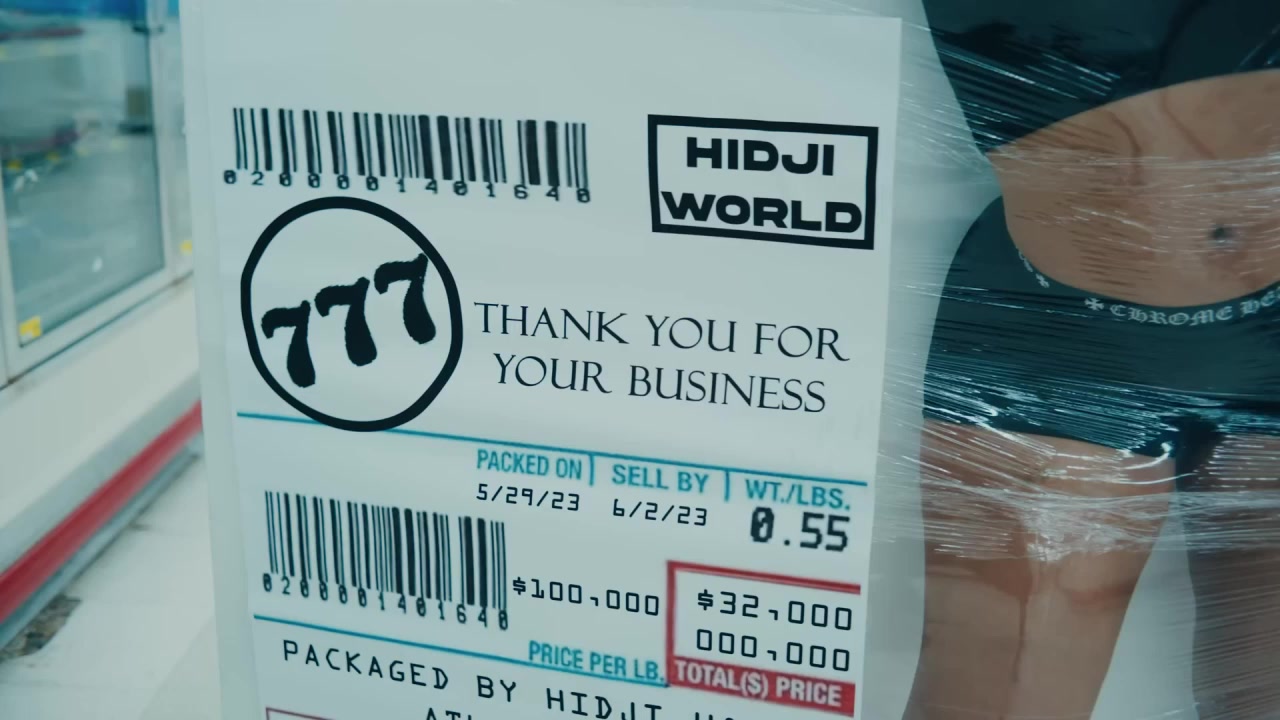 0200001401640
HIDJI
WORLD
777
THANK YOU FOR
YOUR BUSINESS
PACKED ON
SELL BY
WT./LBS.
5/29/23
6/2/23
0.55
0200001401640
$100,000
$32,000
000,000
PRICE PER LB.
TOTAL($) PRICE
PACKAGED BY HIDJI
CHROME